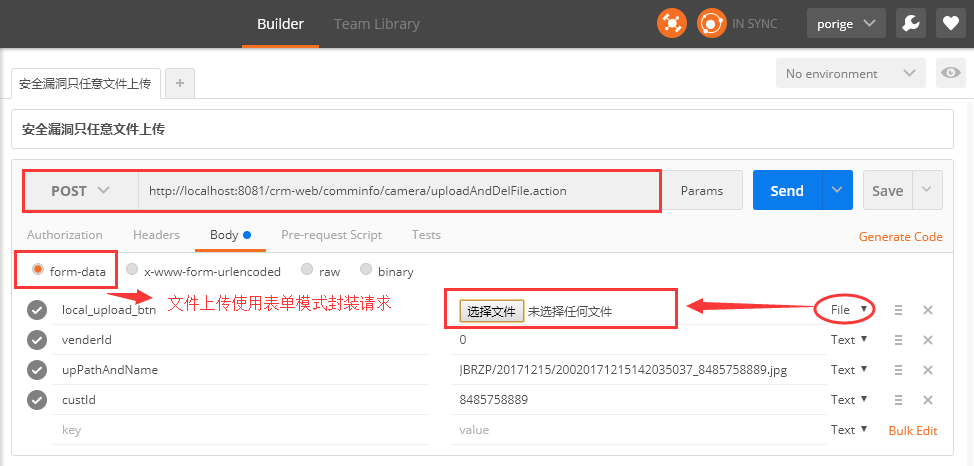 Builder Team Library IN SYNC porige
安全漏洞只任意文件上传 + No environment
安全漏洞只任意文件上传
POST http://localhost:8081/crm-web/comminfo/camera/uploadAndDelFile.action Params Send Save
Authorization Headers Body Pre-request Script Tests Generate Code
form-data x-www-form-urlencoded raw binary
文件上传使用表单模式封装请求
local_upload_btn 选择文件 未选择任何文件 File
venderId 0 Text
upPathAndName JBRZP/20171215/20020171215142035037_8485758889.jpg Text
custId 8485758889 Text
key value Text Bulk Edit